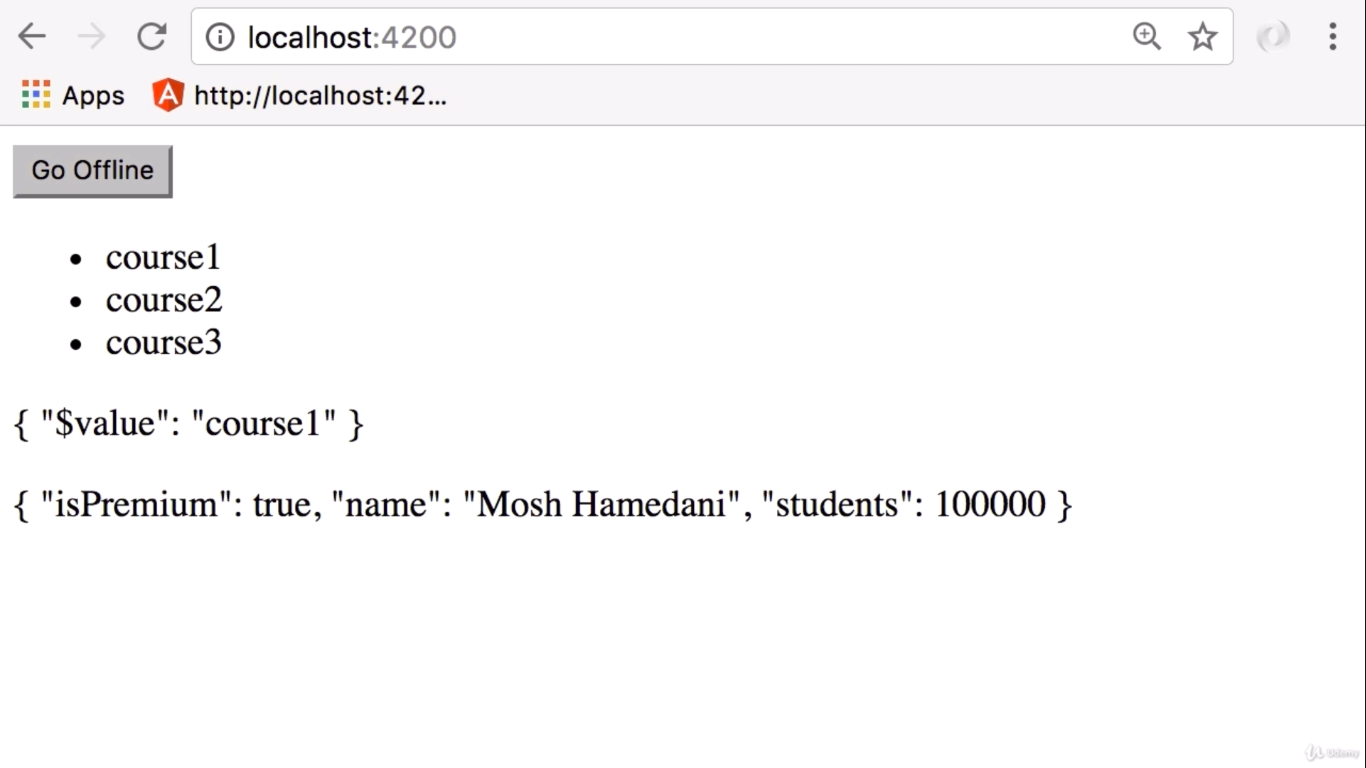 localhost:4200
Apps http://localhost:42...
Go Offline
• course1
• course2
• course3
{ "$value": "course1" }
{ "isPremium": true, "name": "Mosh Hamedani", "students": 100000 }
Udemy